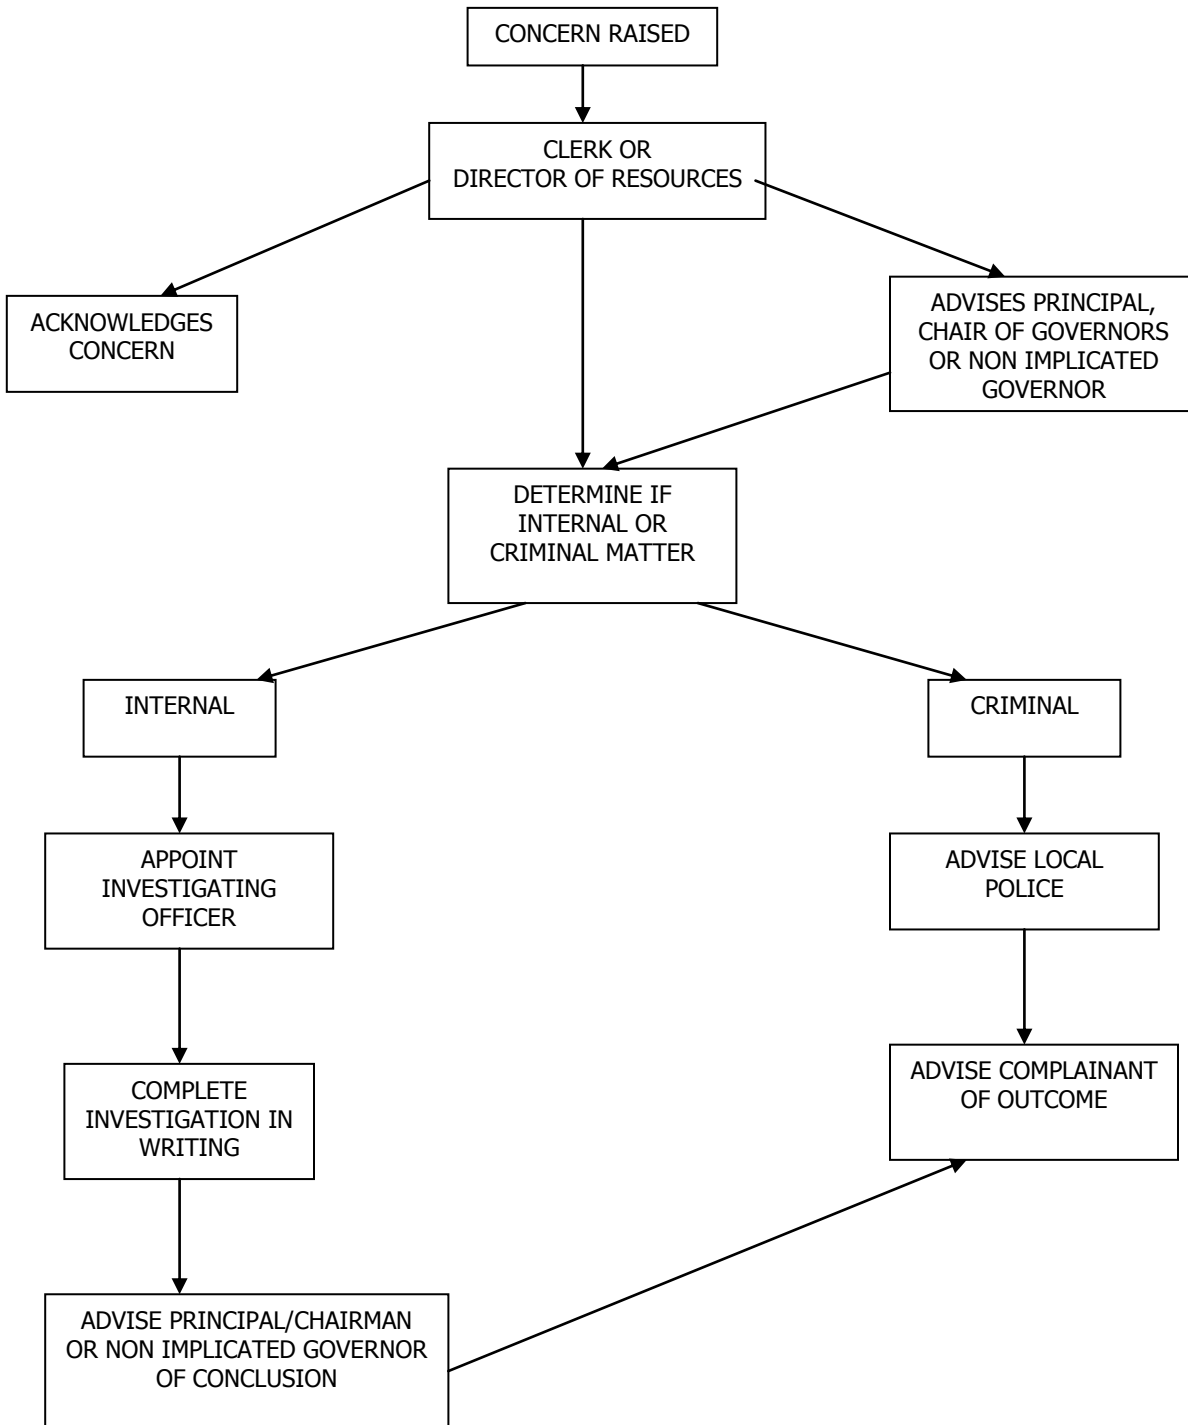 CONCERN RAISED
CLERK OR
DIRECTOR OF RESOURCES
ACKNOWLEDGES
CONCERN
ADVISES PRINCIPAL,
CHAIR OF GOVERNORS
OR NON IMPLICATED
GOVERNOR
DETERMINE IF
INTERNAL OR
CRIMINAL MATTER
INTERNAL
CRIMINAL
APPOINT
INVESTIGATING
OFFICER
ADVISE LOCAL
POLICE
COMPLETE
INVESTIGATION IN
WRITING
ADVISE COMPLAINANT
OF OUTCOME
ADVISE PRINCIPAL/CHAIRMAN
OR NON IMPLICATED GOVERNOR
OF CONCLUSION